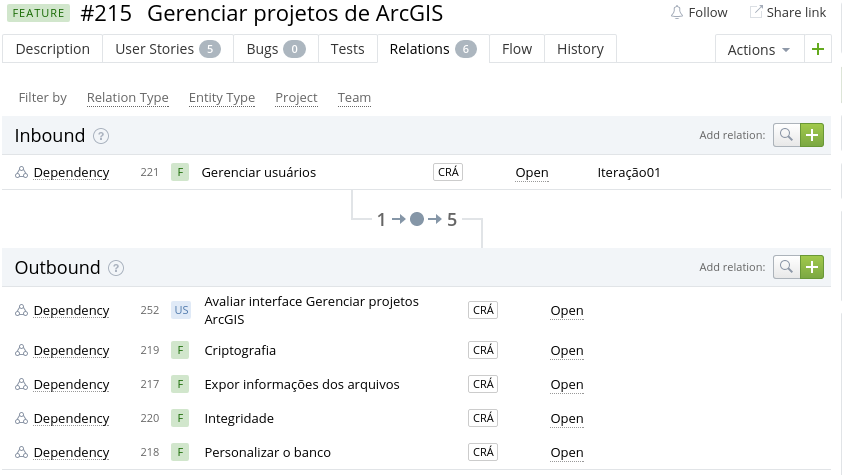 FEATURE #215 Gerenciar projetos de ArcGIS Follow Share link
Description User Stories 5 Bugs 0 Tests Relations 6 Flow History Actions +
Filter by Relation Type Entity Type Project Team
Inbound ? Add relation: +
Dependency 221 F Gerenciar usuários CRÁ Open Iteração01
1 → → 5
Outbound ? Add relation: +
Dependency 252 US Avaliar interface Gerenciar projetos ArcGIS CRÁ Open
Dependency 219 F Criptografia CRÁ Open
Dependency 217 F Expor informações dos arquivos CRÁ Open
Dependency 220 F Integridade CRÁ Open
Dependency 218 F Personalizar o banco CRÁ Open